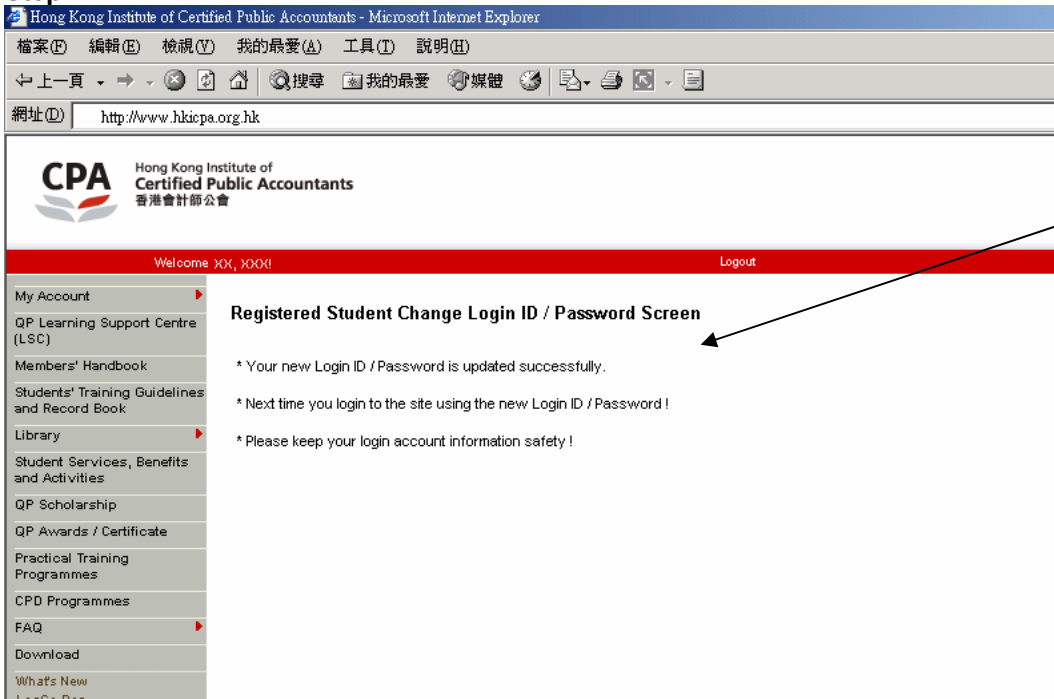 Hong Kong Institute of Certified Public Accountants - Microsoft Internet Explorer
檔案(F) 編輯(E) 檢視(V) 我的最愛(A) 工具(T) 說明(H)
上一頁 搜尋 我的最愛 媒體
網址(D) http://www.hkicpa.org.hk
CPA
Hong Kong Institute of
Certified Public Accountants
香港會計師公會
Welcome XX, XXX! Logout
My Account
QP Learning Support Centre
(LSC)
Members' Handbook
Students' Training Guidelines
and Record Book
Library
Student Services, Benefits
and Activities
QP Scholarship
QP Awards / Certificate
Practical Training
Programmes
CPD Programmes
FAQ
Download
What's New
Registered Student Change Login ID / Password Screen
* Your new Login ID / Password is updated successfully.
* Next time you login to the site using the new Login ID / Password !
* Please keep your login account information safety !